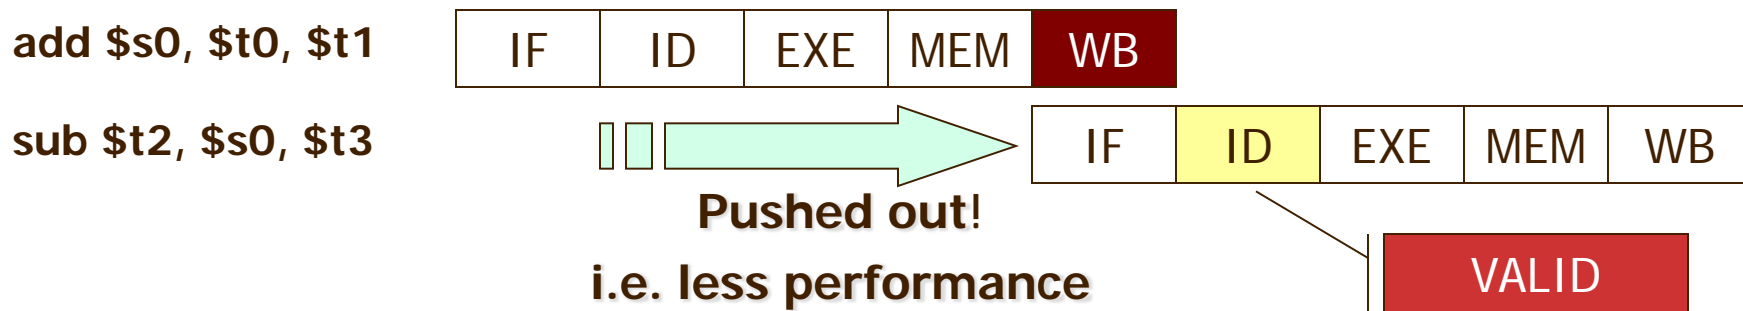 add $s0, $t0, $t1 IF ID EXE MEM WB
sub $t2, $s0, $t3 IF ID EXE MEM WB
Pushed out!
i.e. less performance
VALID